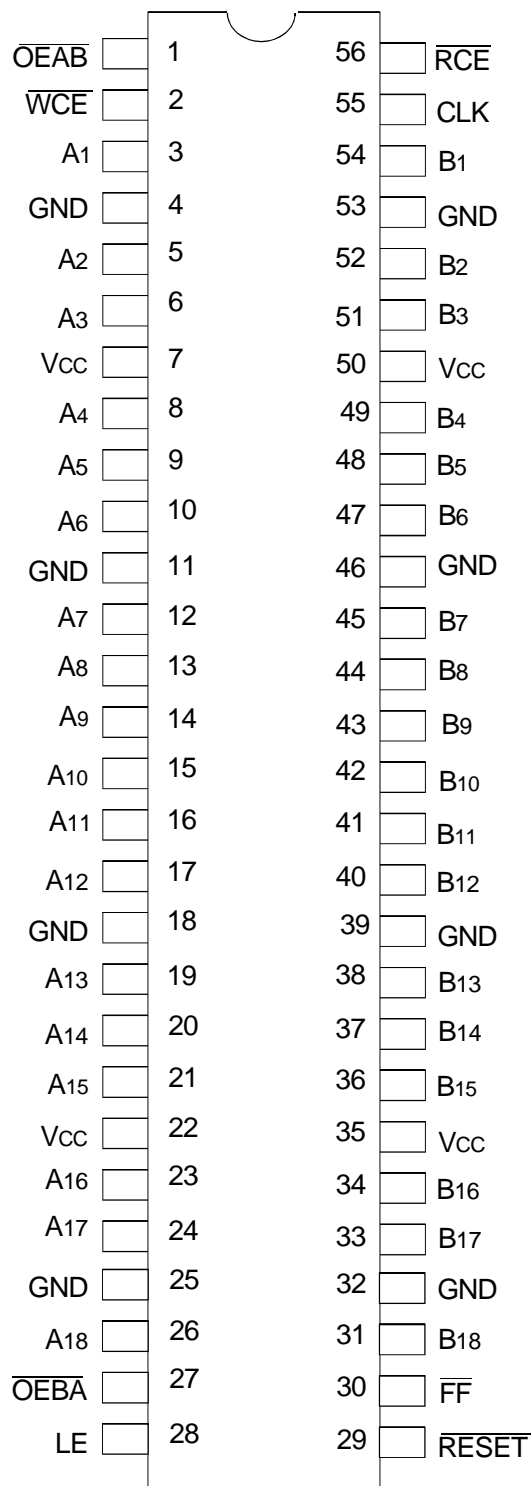 OEAB 1 56 RCE
WCE 2 55 CLK
A1 3 54 B1
GND 4 53 GND
A2 5 52 B2
A3 6 51 B3
VCC 7 50 VCC
A4 8 49 B4
A5 9 48 B5
A6 10 47 B6
GND 11 46 GND
A7 12 45 B7
A8 13 44 B8
A9 14 43 B9
A10 15 42 B10
A11 16 41 B11
A12 17 40 B12
GND 18 39 GND
A13 19 38 B13
A14 20 37 B14
A15 21 36 B15
VCC 22 35 VCC
A16 23 34 B16
A17 24 33 B17
GND 25 32 GND
A18 26 31 B18
OEBA 27 30 FF
LE 28 29 RESET